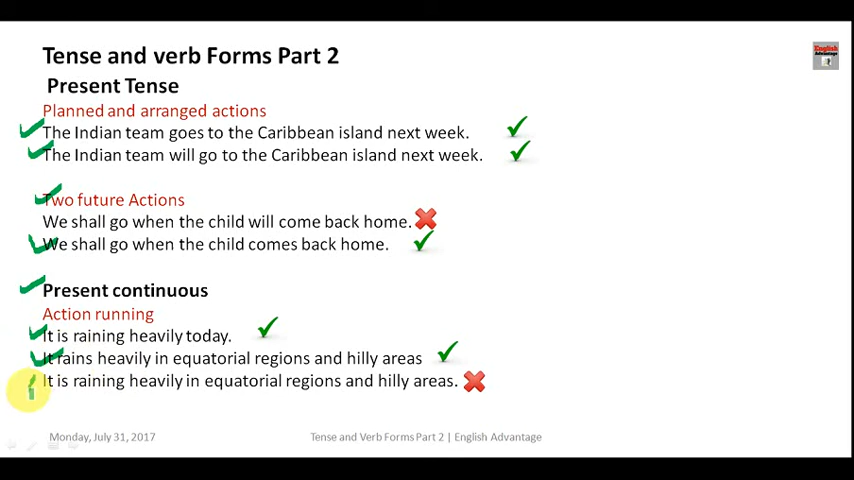 Tense and verb Forms Part 2
English
Advantage
Present Tense
Planned and arranged actions
The Indian team goes to the Caribbean island next week.
The Indian team will go to the Caribbean island next week.
Two future Actions
We shall go when the child will come back home.
We shall go when the child comes back home.
Present continuous
Action running
It is raining heavily today.
It rains heavily in equatorial regions and hilly areas
It is raining heavily in equatorial regions and hilly areas.
Monday, July 31, 2017
Tense and Verb Forms Part 2 | English Advantage